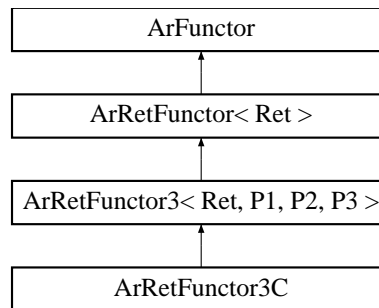 ArFunctor
ArRetFunctor< Ret >
ArRetFunctor3< Ret, P1, P2, P3 >
ArRetFunctor3C